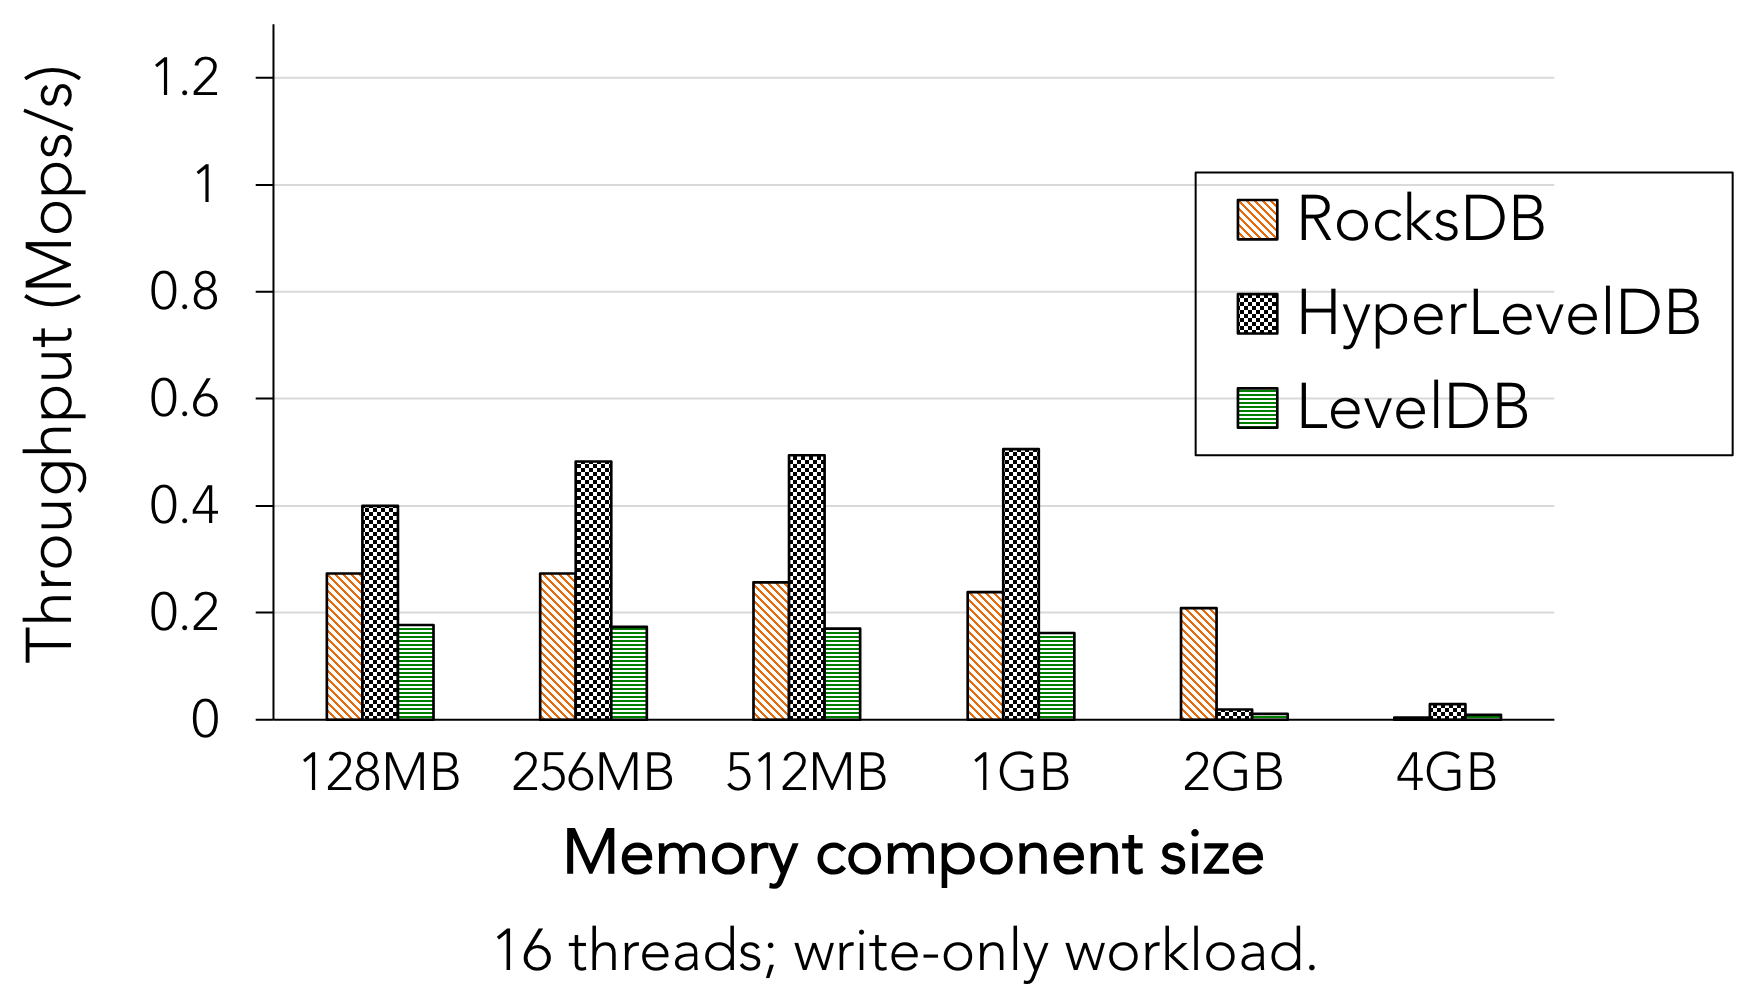 Throughput (Mops/s)
1.2
1
0.8
0.6
0.4
0.2
0
RocksDB
HyperLevelDB
LevelDB
128MB 256MB 512MB 1GB 2GB 4GB
Memory component size
16 threads; write-only workload.